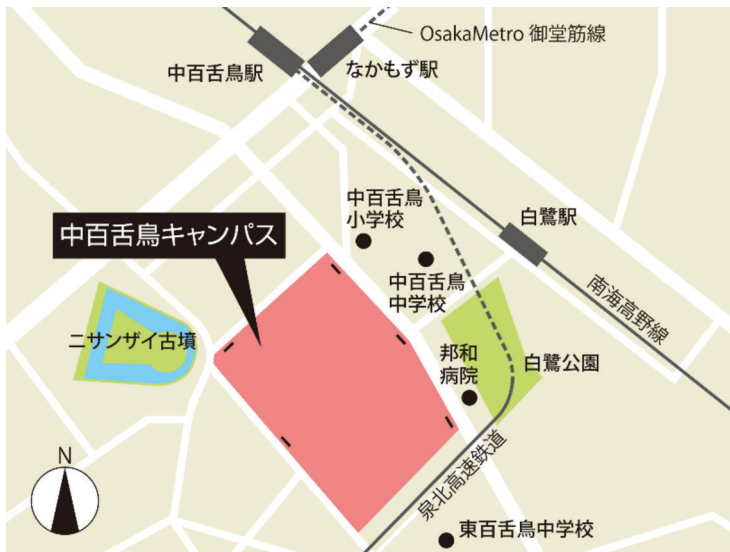 OsakaMetro 御堂筋線
中百舌鳥駅
なかもず駅
中百舌鳥
小学校
白鷺駅
中百舌鳥キャンパス
中百舌鳥
中学校
南海高野線
ニサンザイ古墳
邦和
病院
白鷺公園
泉北高速鉄道
N
東百舌鳥中学校